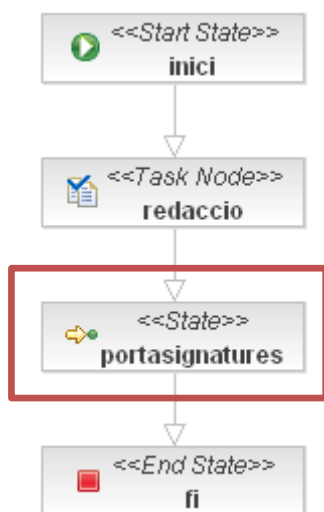 <<Start State>>
inici
<<Task Node>>
redaccio
<<State>>
portasignatures
<<End State>>
fi